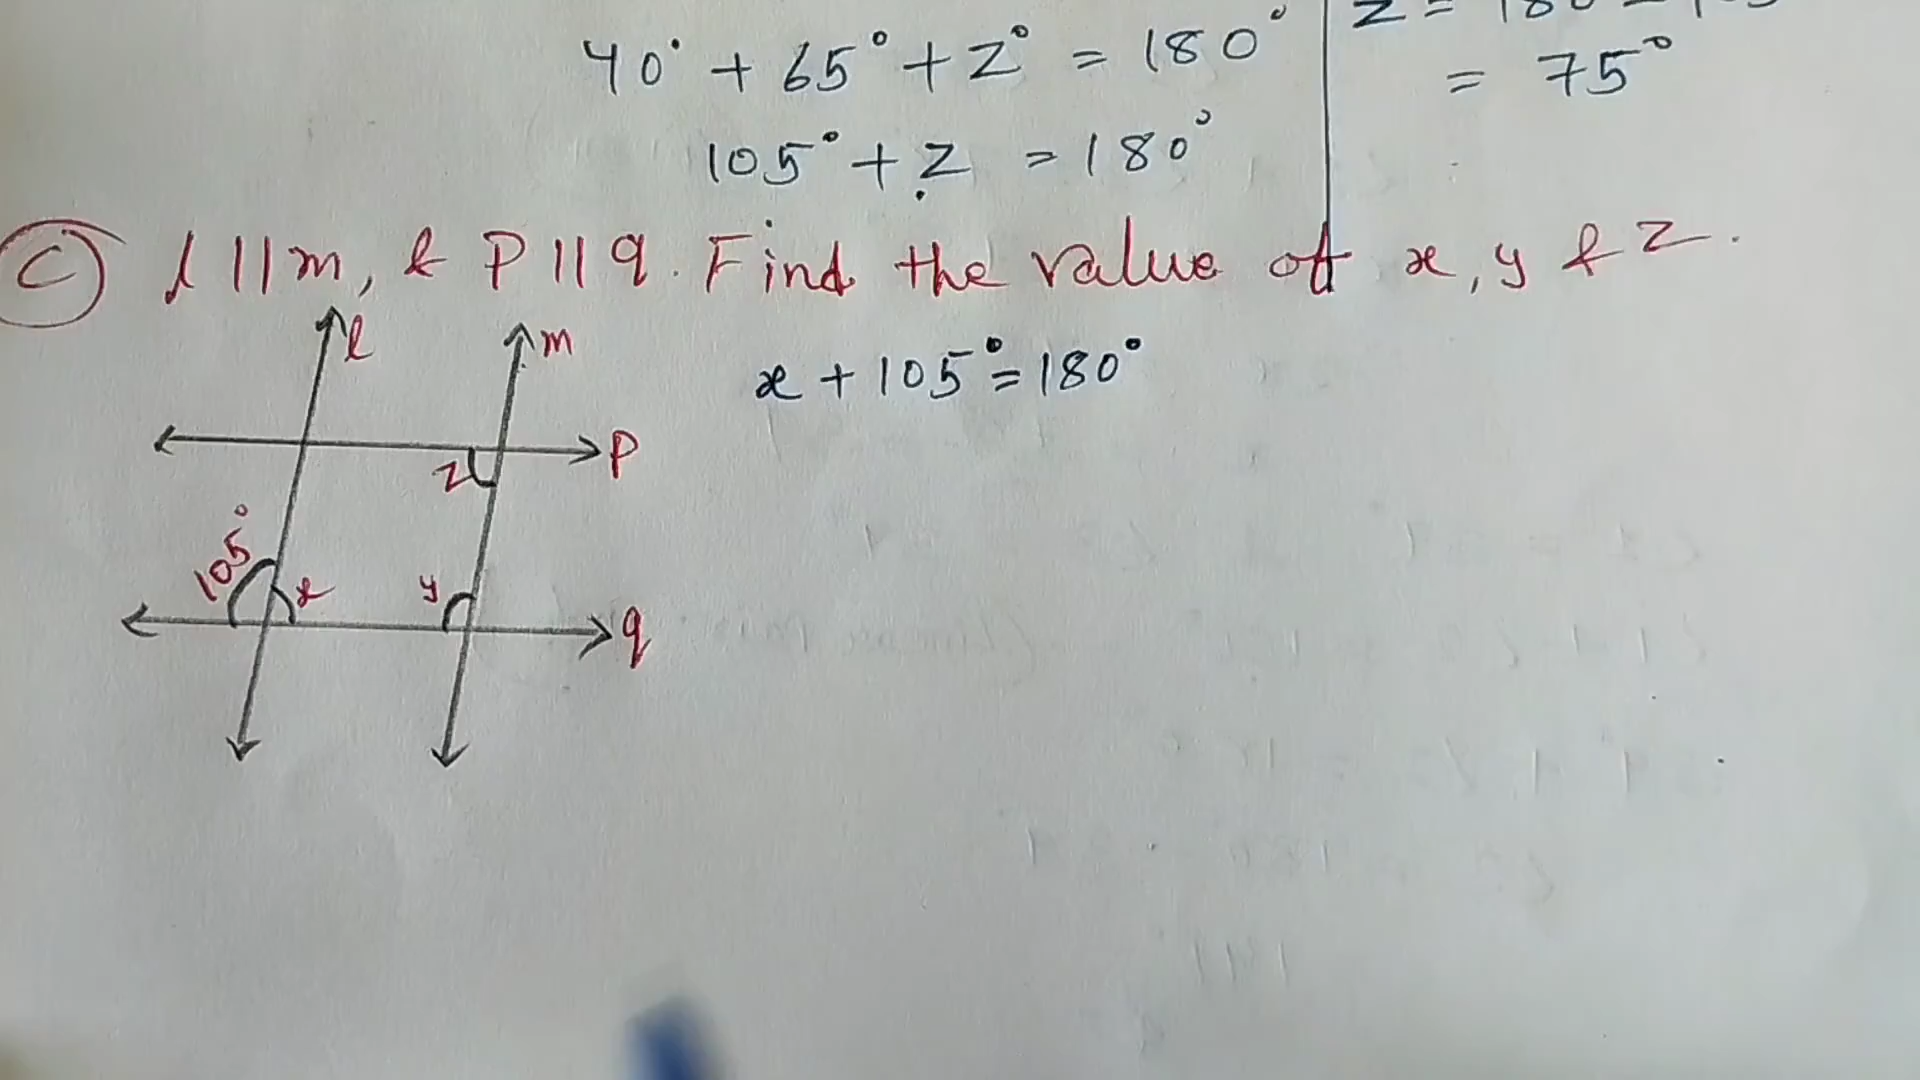 40° + 65° + Z° = 180°
105° + Z = 180°
= 75°
(C) l || m, & P || q. Find the value of x, y & z.
x + 105° = 180°
l
m
P
z
105°
x
y
q